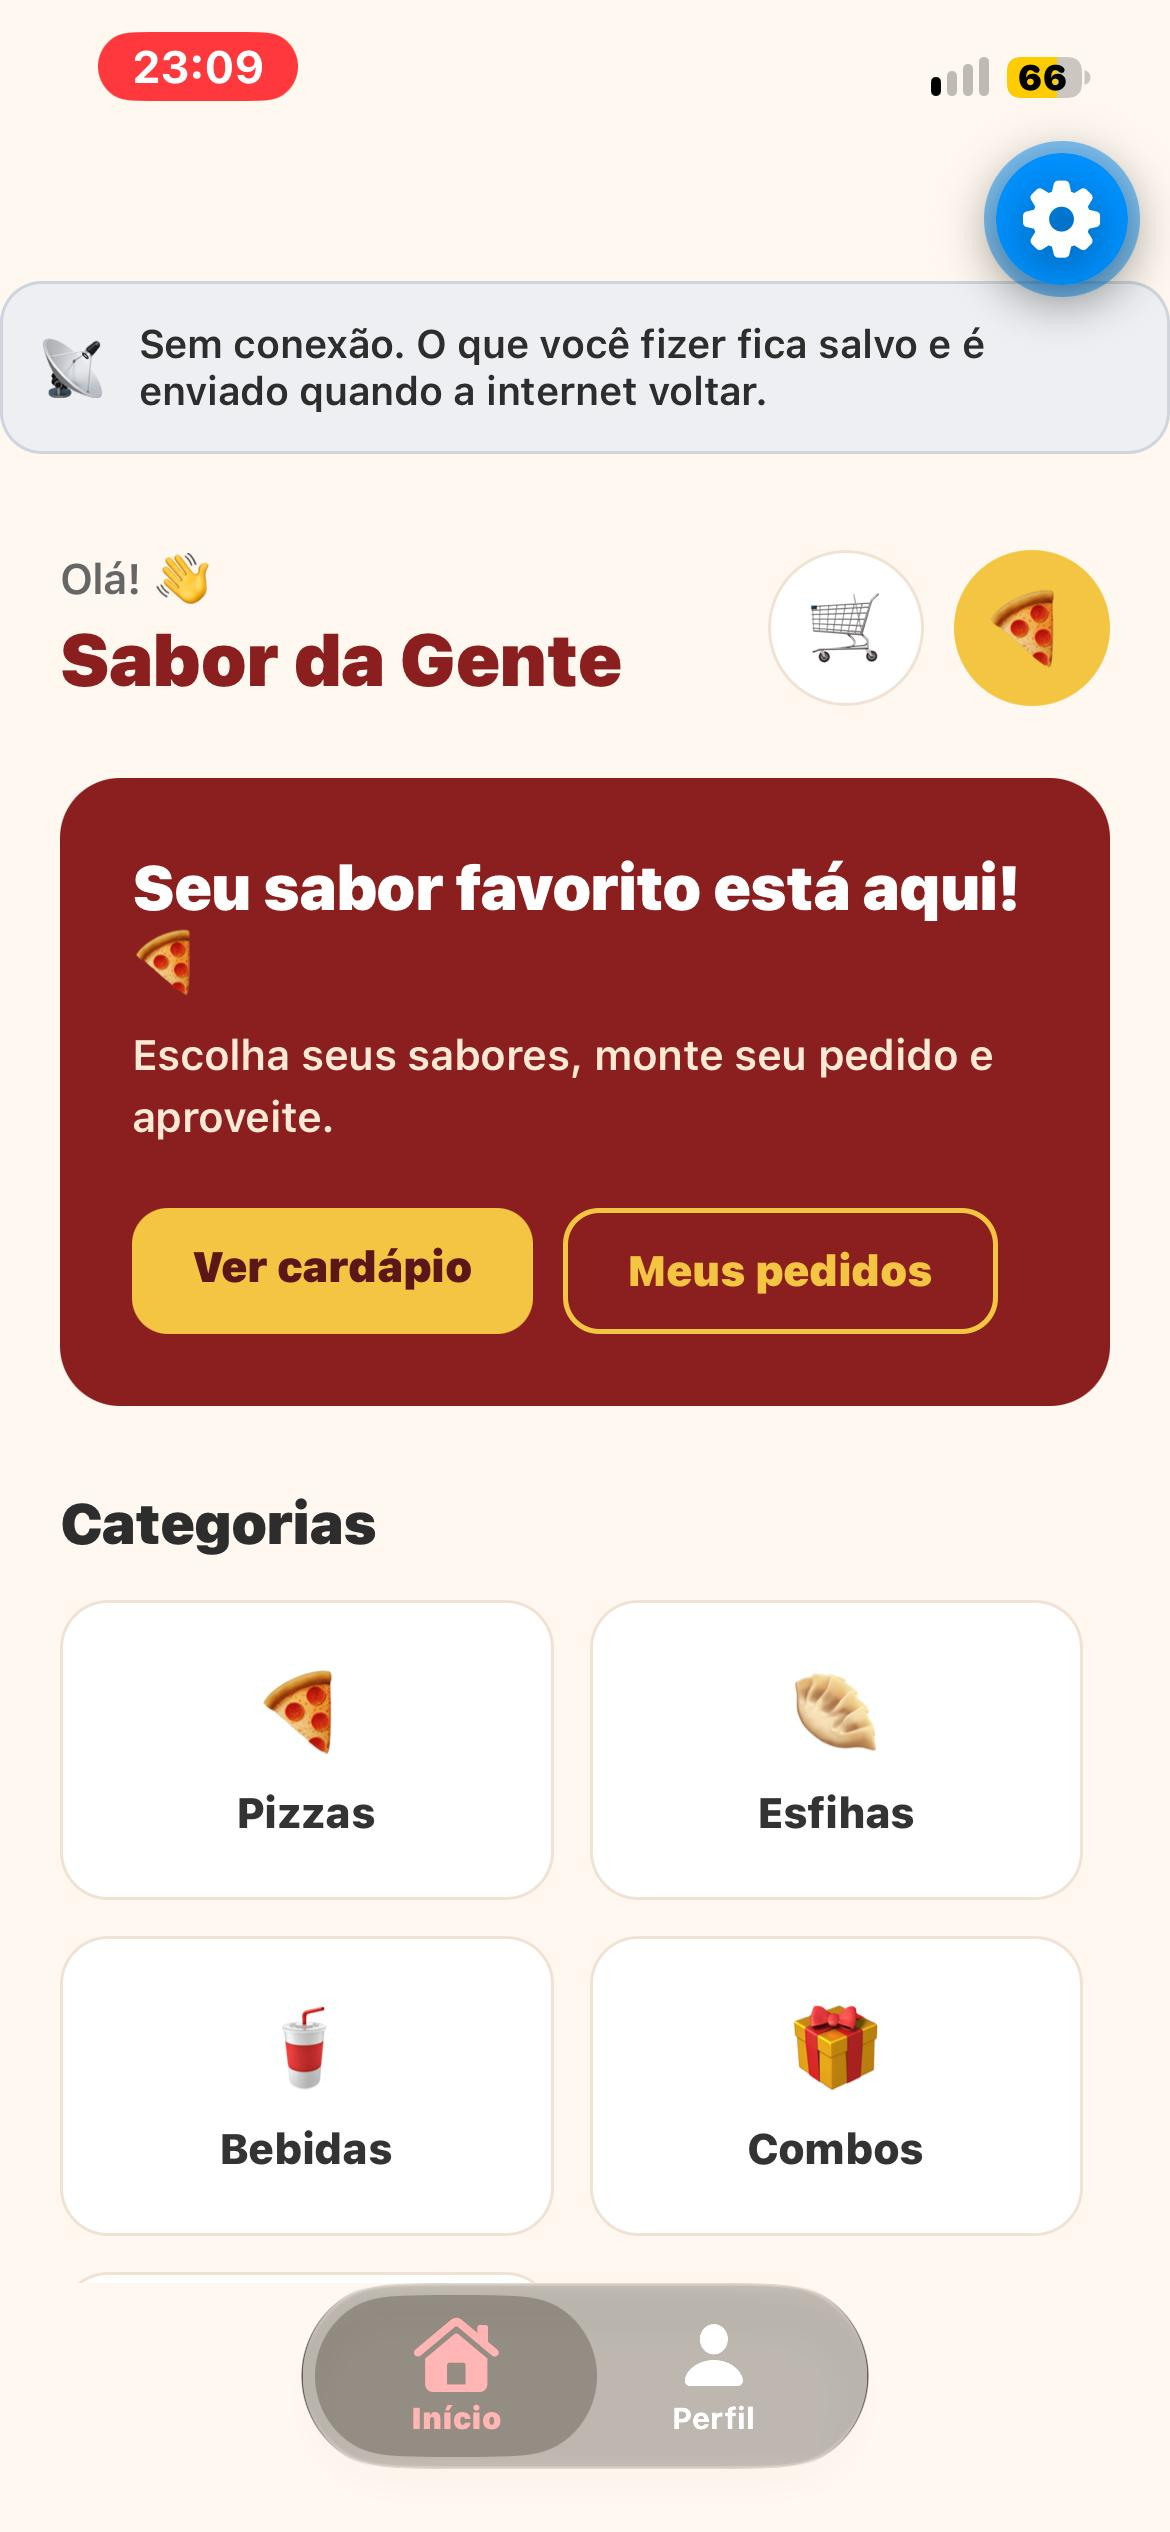 23:09
66
Sem conexão. O que você fizer fica salvo e é
enviado quando a internet voltar.
Olá! 👋
Sabor da Gente
Seu sabor favorito está aqui!
🍕
Escolha seus sabores, monte seu pedido e
aproveite.
Ver cardápio
Meus pedidos
Categorias
Pizzas
Esfihas
Bebidas
Combos
Início
Perfil